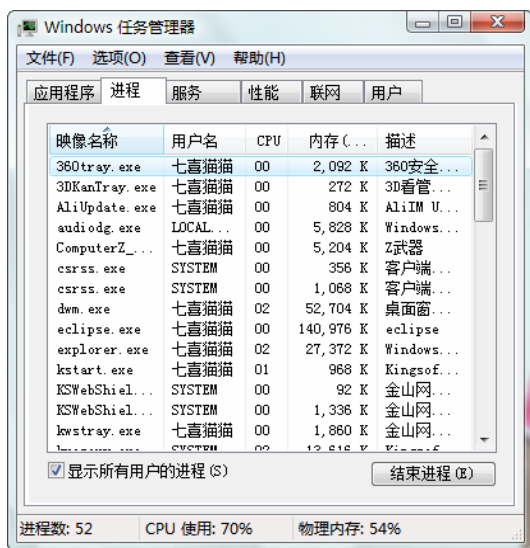 Windows 任务管理器
文件(F) 选项(O) 查看(V) 帮助(H)
应用程序 进程 服务 性能 联网 用户
映像名称 用户名 CPU 内存(... 描述
360tray.exe 七喜猫猫 00 2,092 K 360安全...
3DKanTray.exe 七喜猫猫 00 272 K 3D看管...
AliUpdate.exe 七喜猫猫 00 804 K AliIM U...
audiodg.exe LOCAL... 00 5,828 K Windows...
ComputerZ_... 七喜猫猫 00 5,204 K Z武器
csrss.exe SYSTEM 00 356 K 客户端...
csrss.exe SYSTEM 00 1,068 K 客户端...
dwm.exe 七喜猫猫 02 52,704 K 桌面窗...
eclipse.exe 七喜猫猫 00 140,976 K eclipse
explorer.exe 七喜猫猫 02 27,372 K Windows...
kstart.exe 七喜猫猫 01 968 K Kingsof...
KSWebShiel... SYSTEM 00 92 K 金山网...
KSWebShiel... SYSTEM 00 1,336 K 金山网...
kwstray.exe 七喜猫猫 00 1,860 K 金山网...
显示所有用户的进程(S) 结束进程(E)
进程数: 52 CPU 使用: 70% 物理内存: 54%